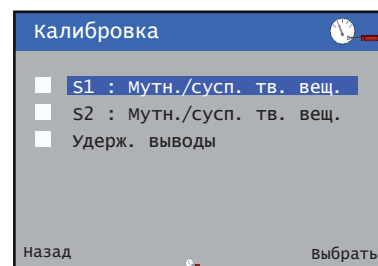 Калибровка
S1 : Мутн./сусп. тв. вещ.
S2 : Мутн./сусп. тв. вещ.
Удерж. выводы
Назад Выбрать